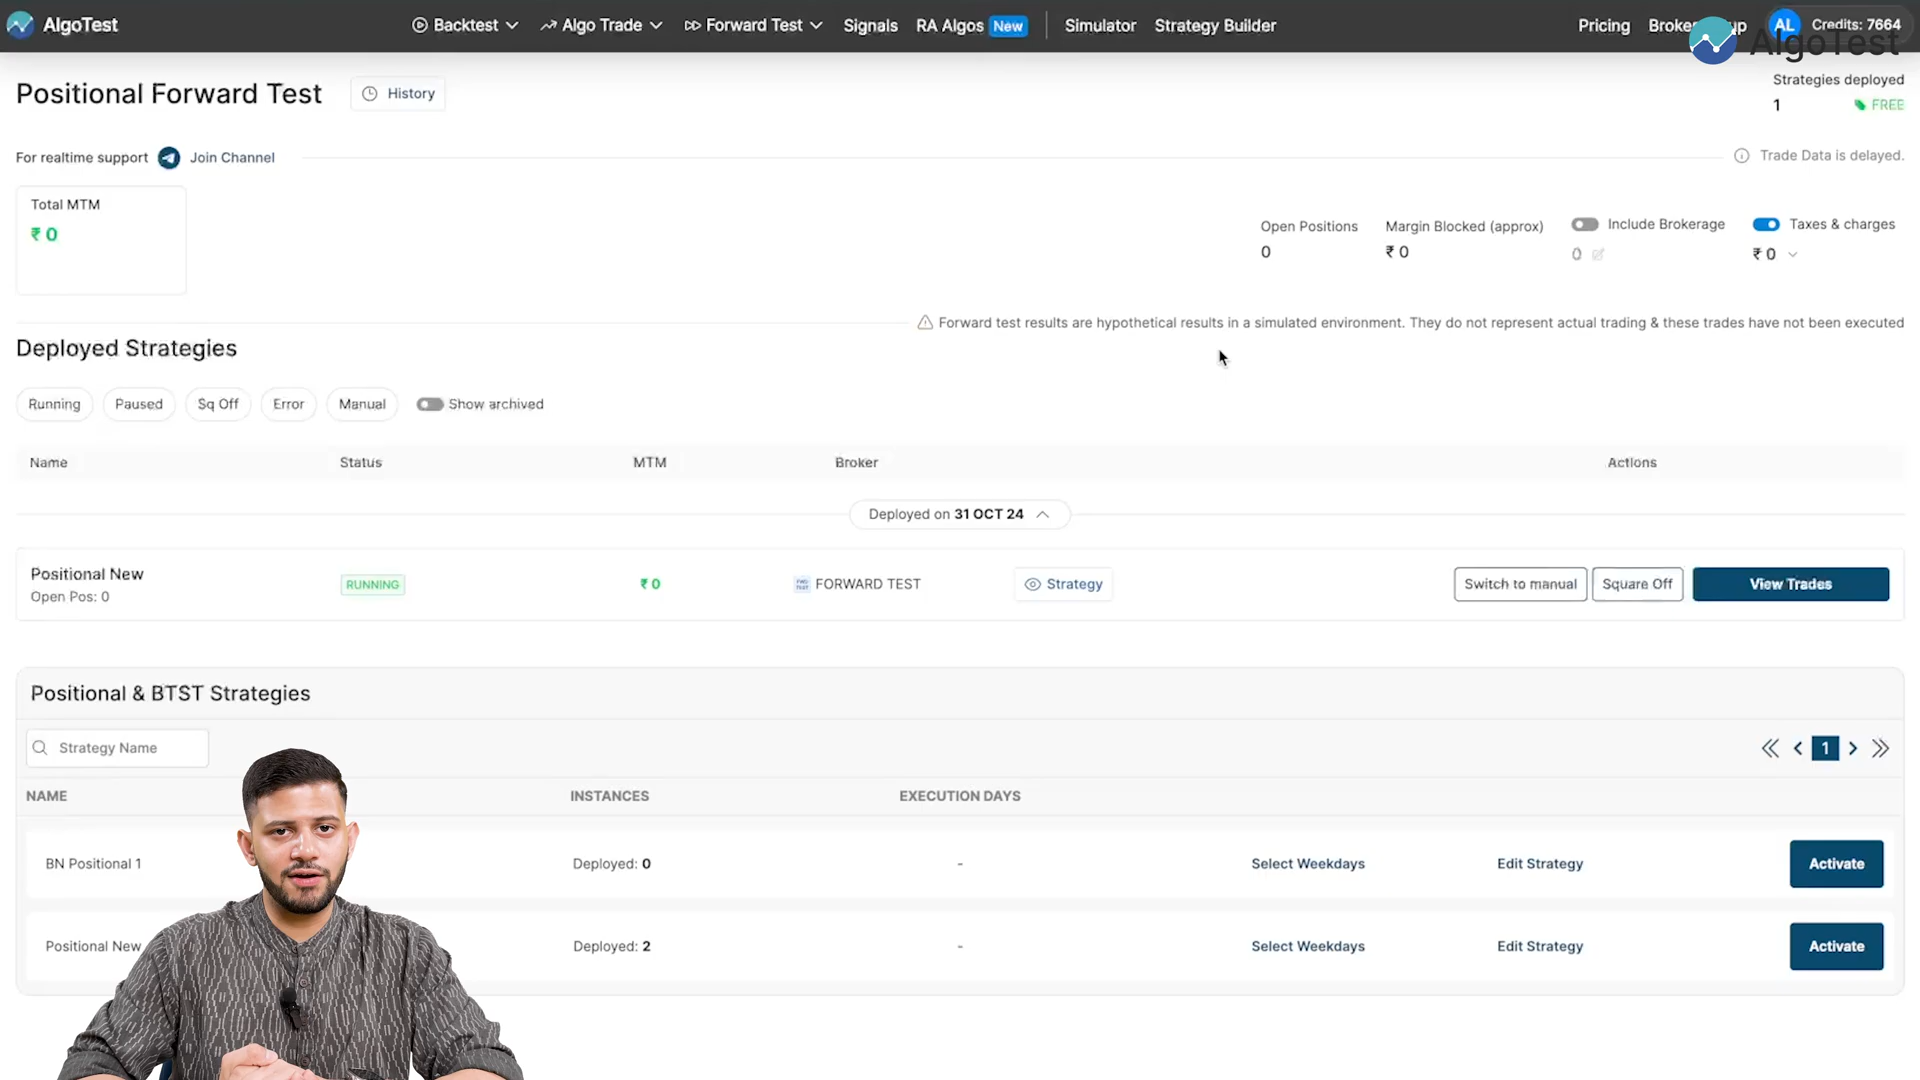 AlgoTest
Backtest
Algo Trade
Forward Test
Signals
RA Algos New
Simulator
Strategy Builder
Pricing
AL
Credits: 7664
AlgoTest
Positional Forward Test
History
Strategies deployed
1
FREE
For realtime support
Join Channel
Trade Data is delayed.
Total MTM
₹ 0
Open Positions
0
Margin Blocked (approx)
₹ 0
Include Brokerage
0
Taxes & charges
₹ 0
Forward test results are hypothetical results in a simulated environment. They do not represent actual trading & these trades have not been executed
Deployed Strategies
Running
Paused
Sq Off
Error
Manual
Show archived
Name
Status
MTM
Broker
Actions
Deployed on 31 OCT 24
Positional New
Open Pos: 0
RUNNING
₹ 0
FORWARD TEST
Strategy
Switch to manual
Square Off
View Trades
Positional & BTST Strategies
Strategy Name
1
NAME
INSTANCES
EXECUTION DAYS
BN Positional 1
Deployed: 0
-
Select Weekdays
Edit Strategy
Activate
Positional New
Deployed: 2
-
Select Weekdays
Edit Strategy
Activate